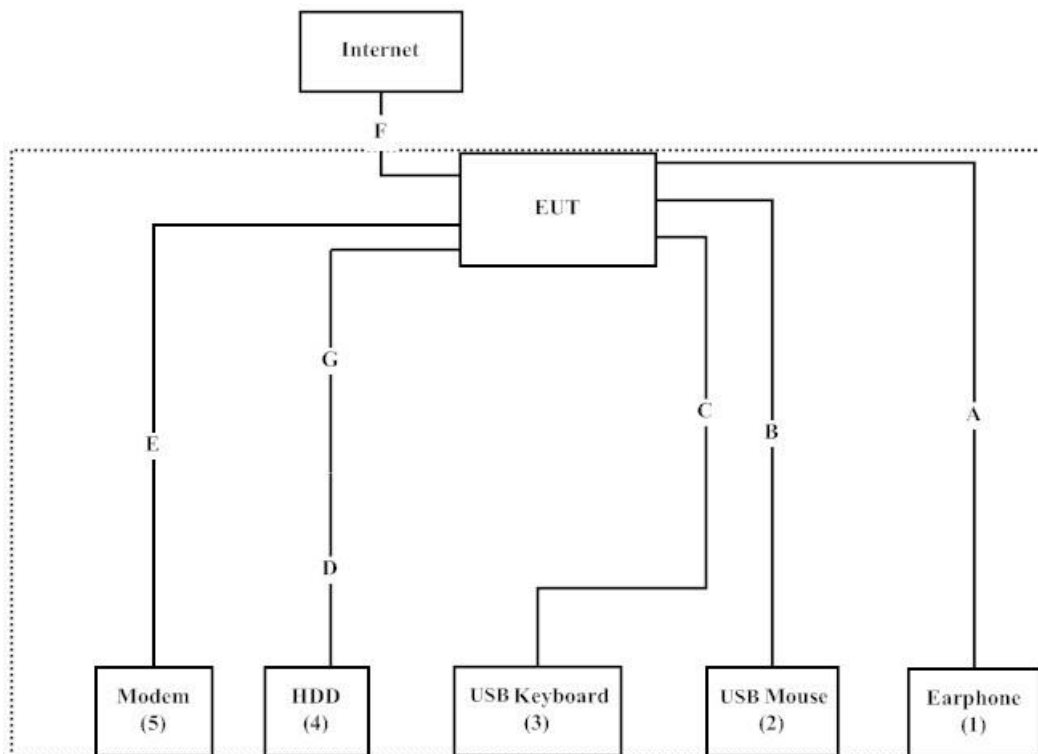 Internet
F
EUT
G
C
A
B
E
D
Modem
(5)
HDD
(4)
USB Keyboard
(3)
USB Mouse
(2)
Earphone
(1)